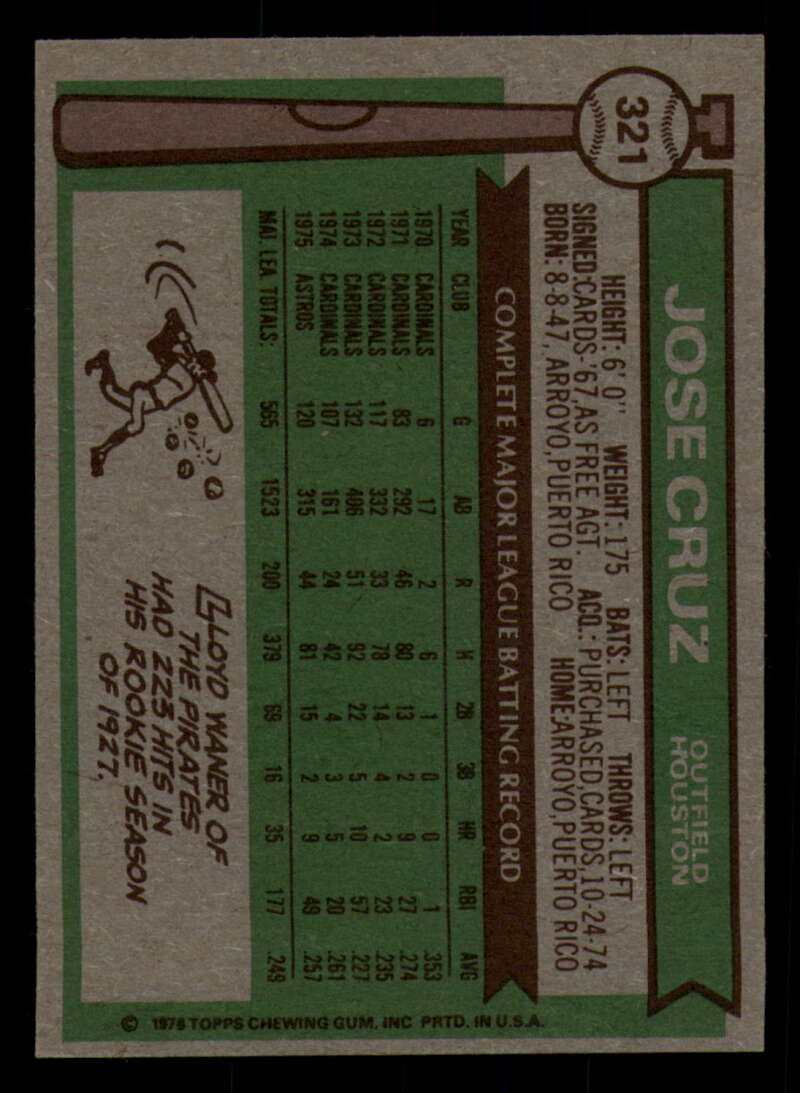 321
JOSE CRUZ
OUTFIELD
HOUSTON
HEIGHT: 6' 0" WEIGHT: 175 BATS: LEFT THROWS: LEFT
SIGNED: CARDS-'67, AS FREE AGT. ACQ.: PURCHASED, CARDS, 10-24-74
BORN: 8-8-47, ARROYO, PUERTO RICO HOME: ARROYO, PUERTO RICO
COMPLETE MAJOR LEAGUE BATTING RECORD
YEAR CLUB G AB R H 2B 3B HR RBI AVG
1970 CARDINALS 6 17 2 6 1 0 0 1 .353
1971 CARDINALS 83 292 46 80 13 2 9 27 .274
1972 CARDINALS 117 332 33 78 14 4 2 23 .235
1973 CARDINALS 132 406 51 92 22 5 10 57 .227
1974 CARDINALS 107 161 24 42 4 3 5 20 .261
1975 ASTROS 120 315 44 81 15 2 9 49 .257
MAJ. LEA TOTALS: 565 1523 200 379 69 16 35 177 .249
LLOYD WANER OF
THE PIRATES
HAD 223 HITS IN
HIS ROOKIE SEASON
OF 1927.
© 1976 TOPPS CHEWING GUM, INC PRTD. IN U.S.A.